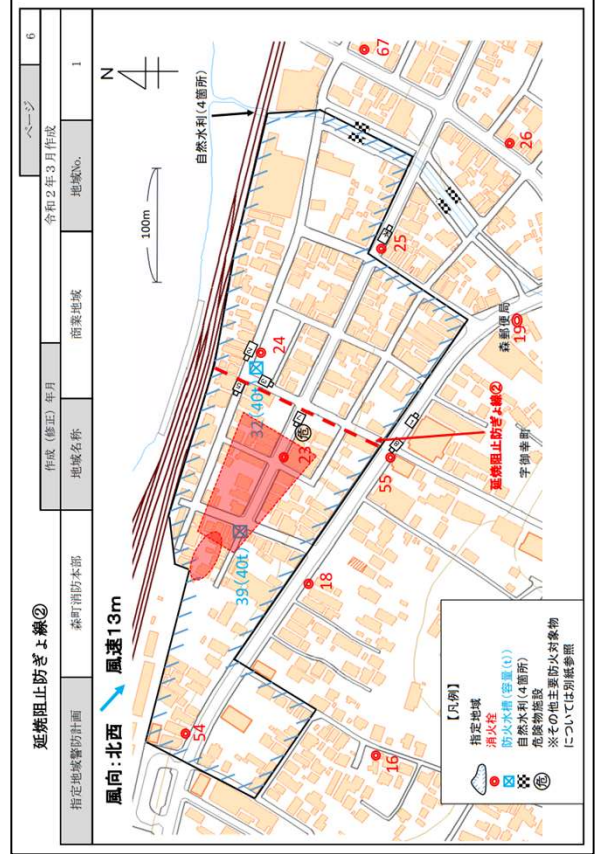 延焼阻止防ぎょ線②
ページ
6
作成(修正)年月
令和2年3月作成
指定地域警防計画
森町消防本部
地域名称
商業地域
地域No.
1
風向:北西
風速13m
N
100m
自然水利(4箇所)
54
39(40t)
32(40t)
24
23
危
67
18
55
25
16
26
19
森郵便局
延焼阻止防ぎょ線②
字御幸町
【凡例】
指定地域
消火栓
防火水槽(容量(t))
自然水利(4箇所)
危 危険物施設
※その他主要防火対象物
については別紙参照